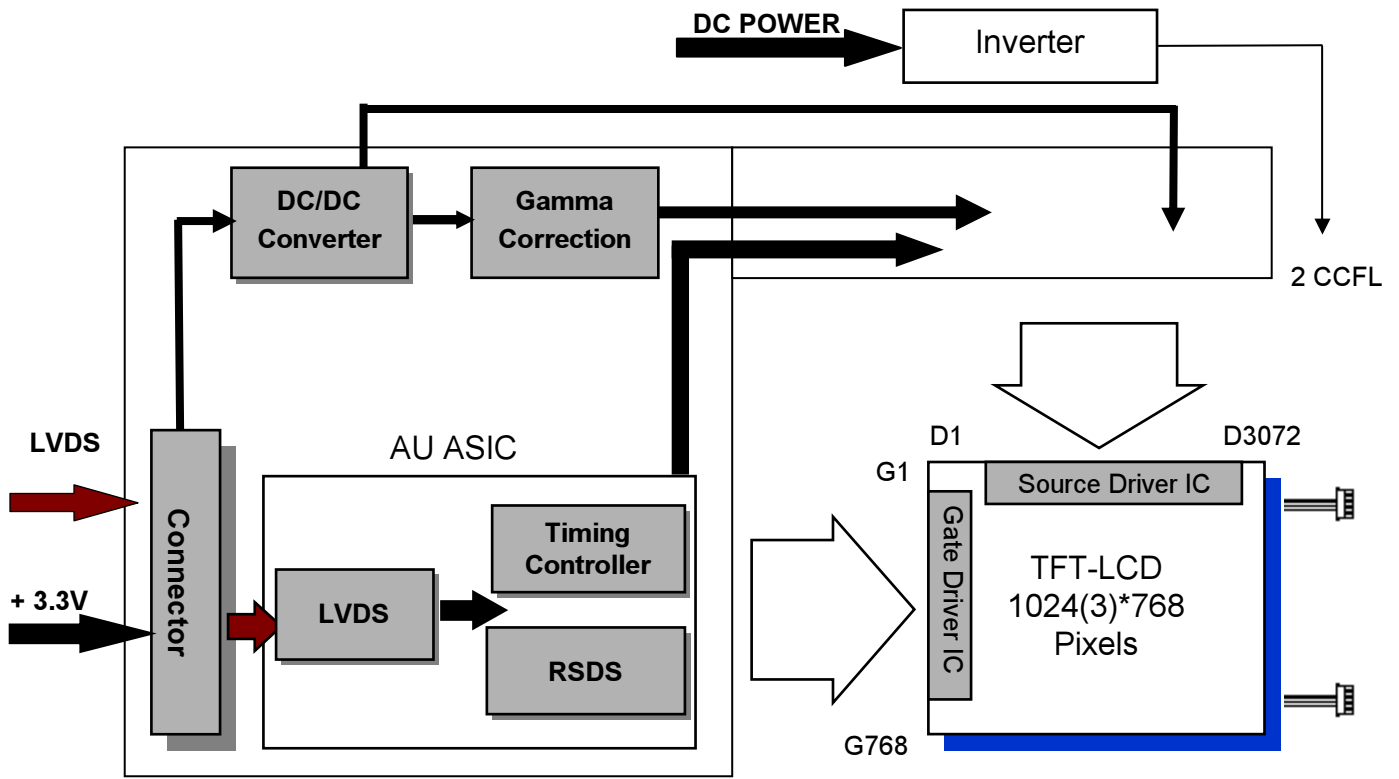 DC POWER
Inverter
DC/DC
Converter
Gamma
Correction
2 CCFL
LVDS
+ 3.3V
Connector
AU ASIC
LVDS
Timing
Controller
RSDS
D1
D3072
G1
G768
Source Driver IC
Gate Driver IC
TFT-LCD
1024(3)*768
Pixels